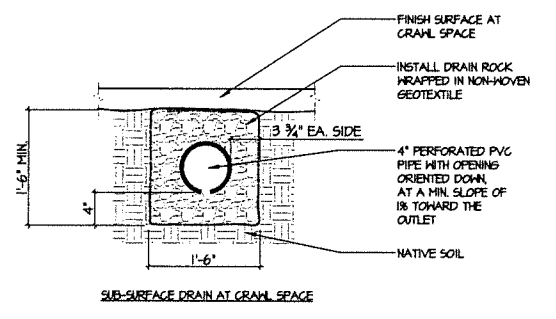 FINISH SURFACE AT
CRAWL SPACE
INSTALL DRAIN ROCK
WRAPPED IN NON-WOVEN
GEOTEXTILE
3 3/4" EA. SIDE
4" PERFORATED PVC
PIPE WITH OPENING
ORIENTED DOWN,
AT A MIN. SLOPE OF
1% TOWARD THE
OUTLET
1'-6" MIN.
4"
NATIVE SOIL
1'-6"
SUB-SURFACE DRAIN AT CRAWL SPACE